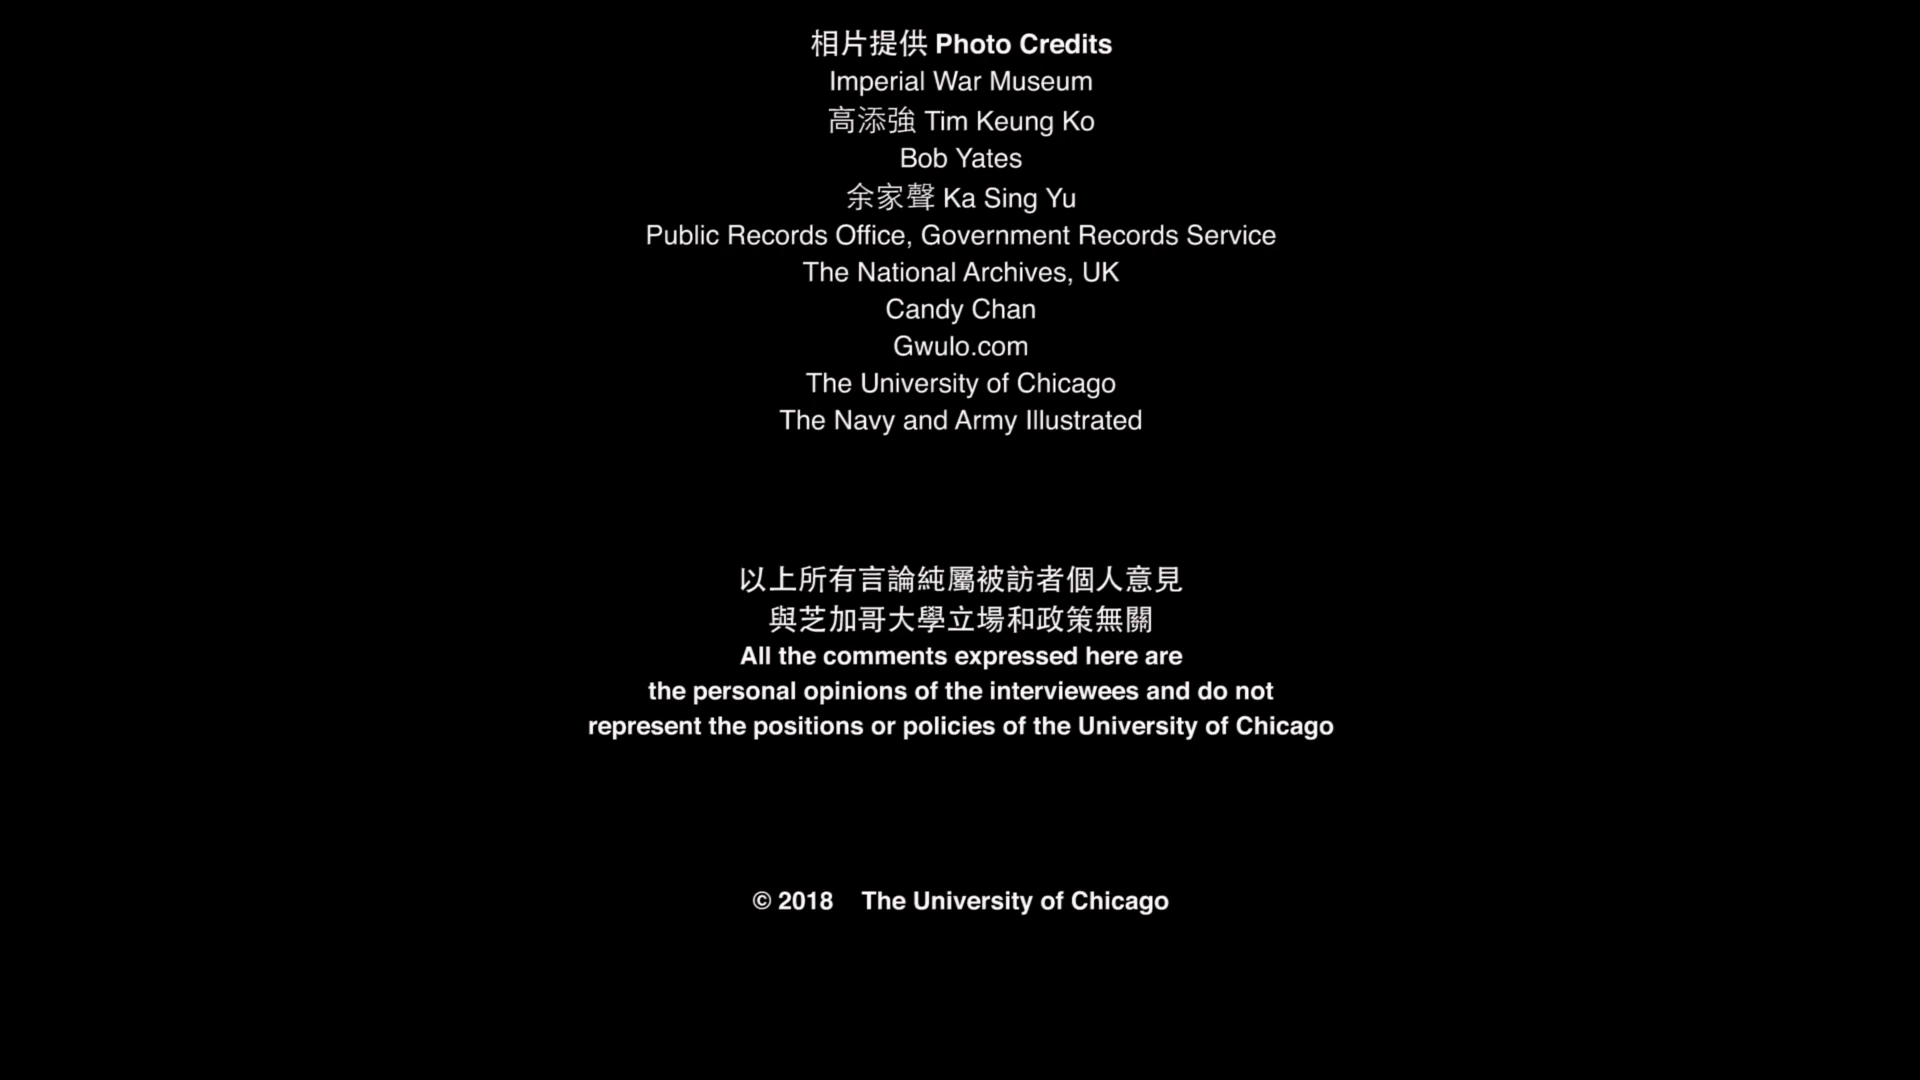 相片提供 Photo Credits
Imperial War Museum
高添強 Tim Keung Ko
Bob Yates
余家聲 Ka Sing Yu
Public Records Office, Government Records Service
The National Archives, UK
Candy Chan
Gwulo.com
The University of Chicago
The Navy and Army Illustrated
以上所有言論純屬被訪者個人意見
與芝加哥大學立場和政策無關
All the comments expressed here are
the personal opinions of the interviewees and do not
represent the positions or policies of the University of Chicago
© 2018 The University of Chicago